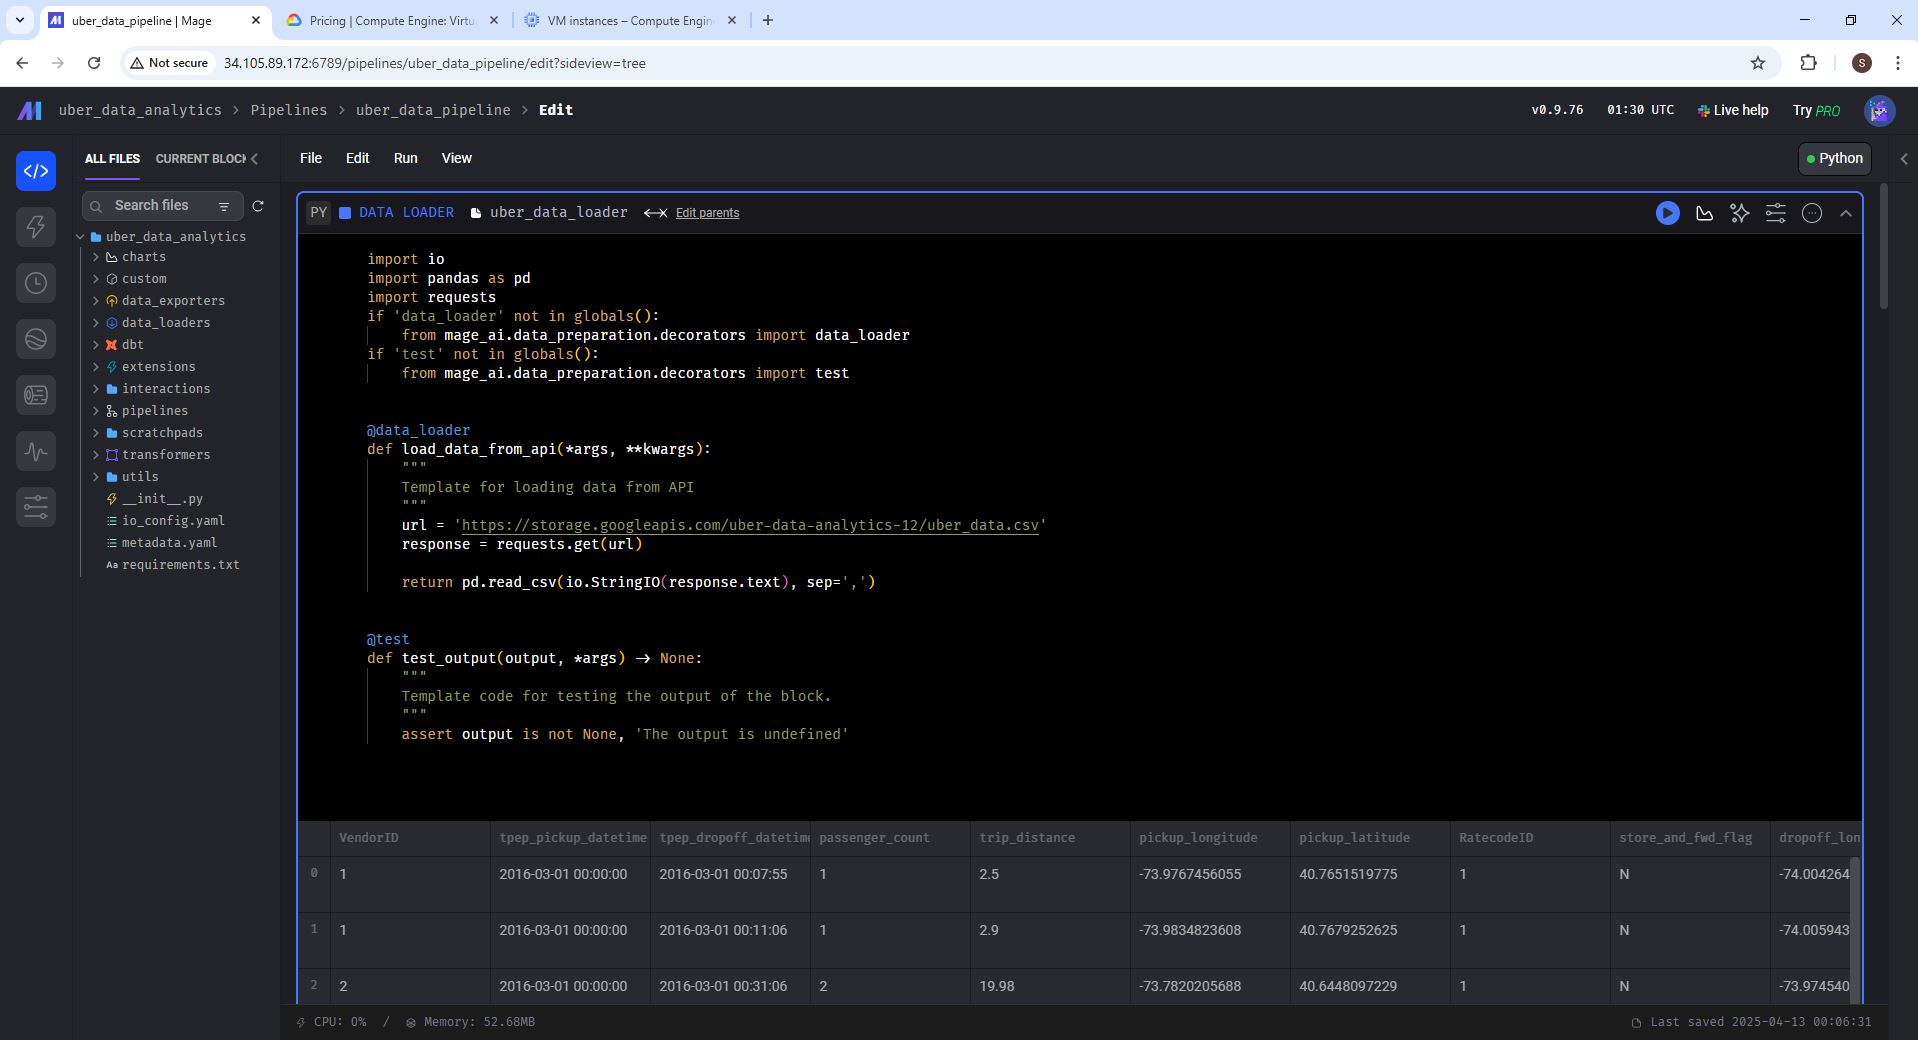 uber_data_pipeline | Mage
Pricing | Compute Engine: Virtu
VM instances – Compute Engin
Not secure
34.105.89.172:6789/pipelines/uber_data_pipeline/edit?sideview=tree
S
uber_data_analytics > Pipelines > uber_data_pipeline > Edit
v0.9.76
01:30 UTC
Live help
Try PRO
ALL FILES
CURRENT BLOCK
File
Edit
Run
View
Python
Search files
uber_data_analytics
charts
custom
data_exporters
data_loaders
dbt
extensions
interactions
pipelines
scratchpads
transformers
utils
__init__.py
io_config.yaml
metadata.yaml
Aa requirements.txt
PY DATA LOADER uber_data_loader Edit parents
import io
import pandas as pd
import requests
if 'data_loader' not in globals():
from mage_ai.data_preparation.decorators import data_loader
if 'test' not in globals():
from mage_ai.data_preparation.decorators import test
@data_loader
def load_data_from_api(*args, **kwargs):
"""
Template for loading data from API
"""
url = 'https://storage.googleapis.com/uber-data-analytics-12/uber_data.csv'
response = requests.get(url)
return pd.read_csv(io.StringIO(response.text), sep=',')
@test
def test_output(output, *args) -> None:
"""
Template code for testing the output of the block.
"""
assert output is not None, 'The output is undefined'
VendorID tpep_pickup_datetime tpep_dropoff_datetime passenger_count trip_distance pickup_longitude pickup_latitude RatecodeID store_and_fwd_flag dropoff_lon
0 1 2016-03-01 00:00:00 2016-03-01 00:07:55 1 2.5 -73.9767456055 40.7651519775 1 N -74.004264
1 1 2016-03-01 00:00:00 2016-03-01 00:11:06 1 2.9 -73.9834823608 40.7679252625 1 N -74.005943
2 2 2016-03-01 00:00:00 2016-03-01 00:31:06 2 19.98 -73.7820205688 40.6448097229 1 N -73.974540
CPU: 0% / Memory: 52.68MB
Last saved 2025-04-13 00:06:31